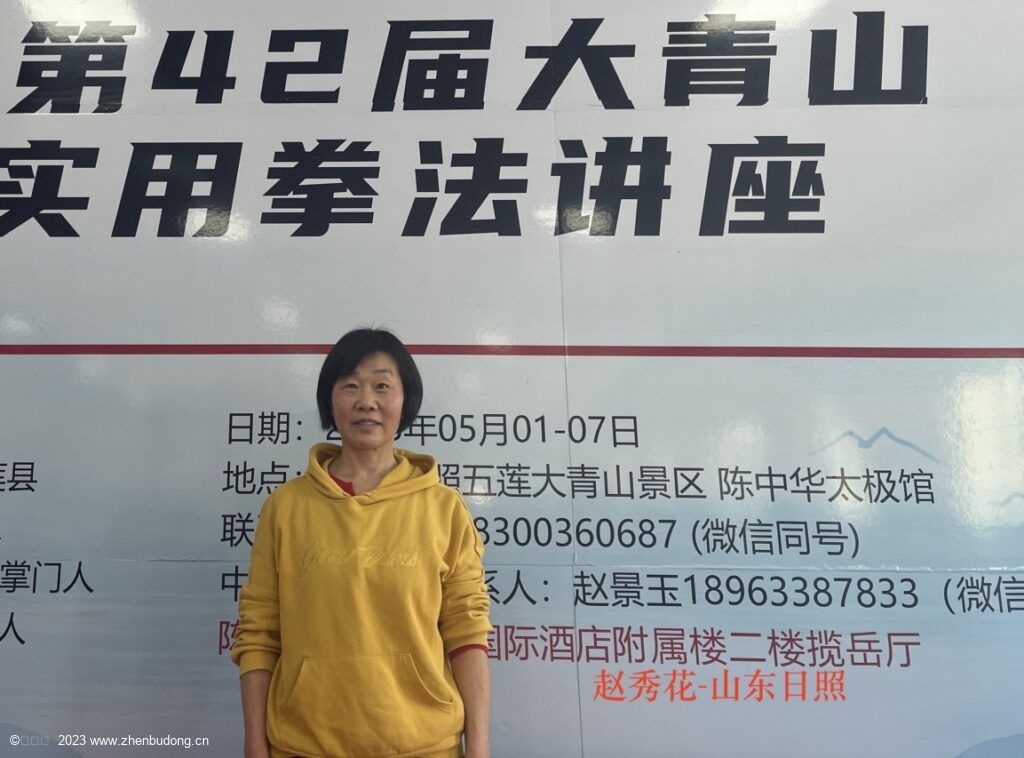 第42届大青山
实用拳法讲座
日期： 年05月01-07日
县
地点： 照五莲大青山景区 陈中华太极馆
联 8300360687 (微信同号)
掌门人
中 系人：赵景玉18963387833（微信
人
陈 国际酒店附属楼二楼揽岳厅
赵秀花-山东日照
© 2023 www.zhenbudong.cn